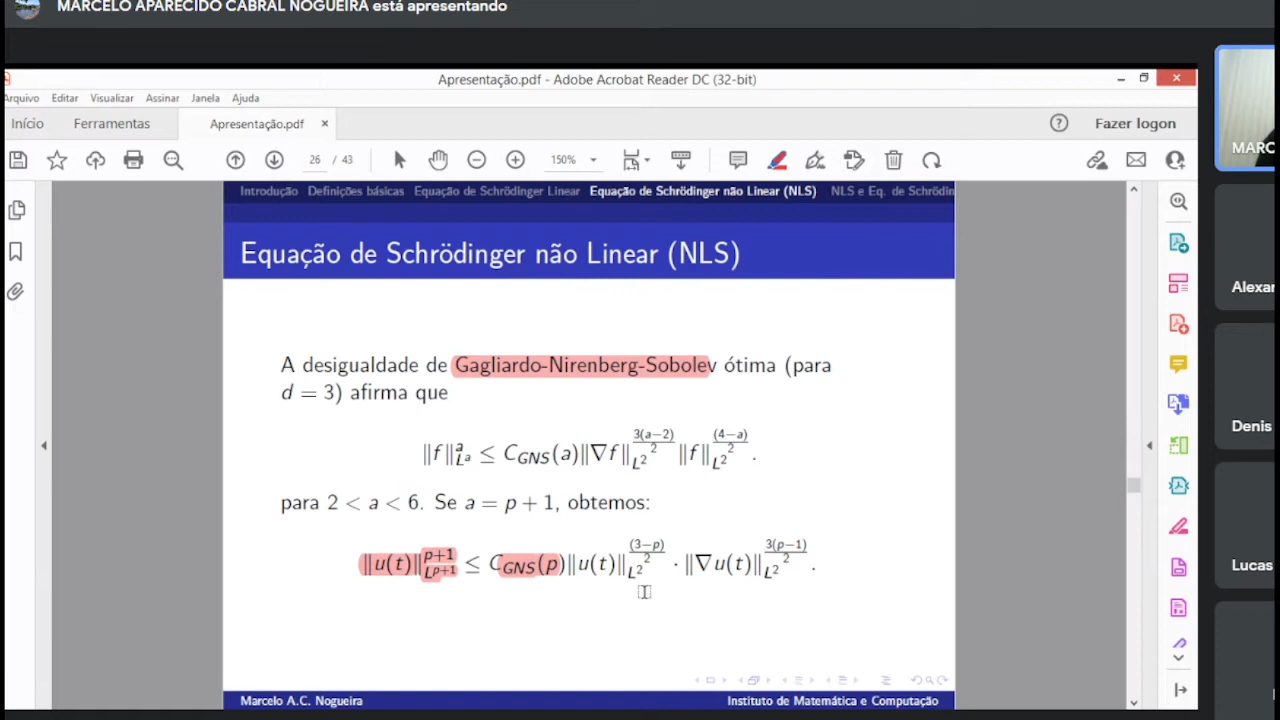 MARCELO APARECIDO CABRAL NOGUEIRA está apresentando
Apresentação.pdf - Adobe Acrobat Reader DC (32-bit)
Arquivo Editar Visualizar Assinar Janela Ajuda
Início Ferramentas Apresentação.pdf × Fazer logon
26 / 43 150%
Introdução Definições básicas Equação de Schrödinger Linear Equação de Schrödinger não Linear (NLS) NLS e Eq. de Schrödin
Equação de Schrödinger não Linear (NLS)
A desigualdade de Gagliardo-Nirenberg-Sobolev ótima (para
d = 3) afirma que
‖f‖_{L^a}^a ≤ C_{GNS}(a)‖∇f‖_{L^2}^{\frac{3(a−2)}{2}} ‖f‖_{L^2}^{\frac{(4−a)}{2}}.
para 2 < a < 6. Se a = p + 1, obtemos:
‖u(t)‖_{L^{p+1}}^{p+1} ≤ C_{GNS}(p)‖u(t)‖_{L^2}^{\frac{(3−p)}{2}} · ‖∇u(t)‖_{L^2}^{\frac{3(p−1)}{2}}.
Marcelo A.C. Nogueira Instituto de Matemática e Computação
MARC
Alexar
Denis
Lucas